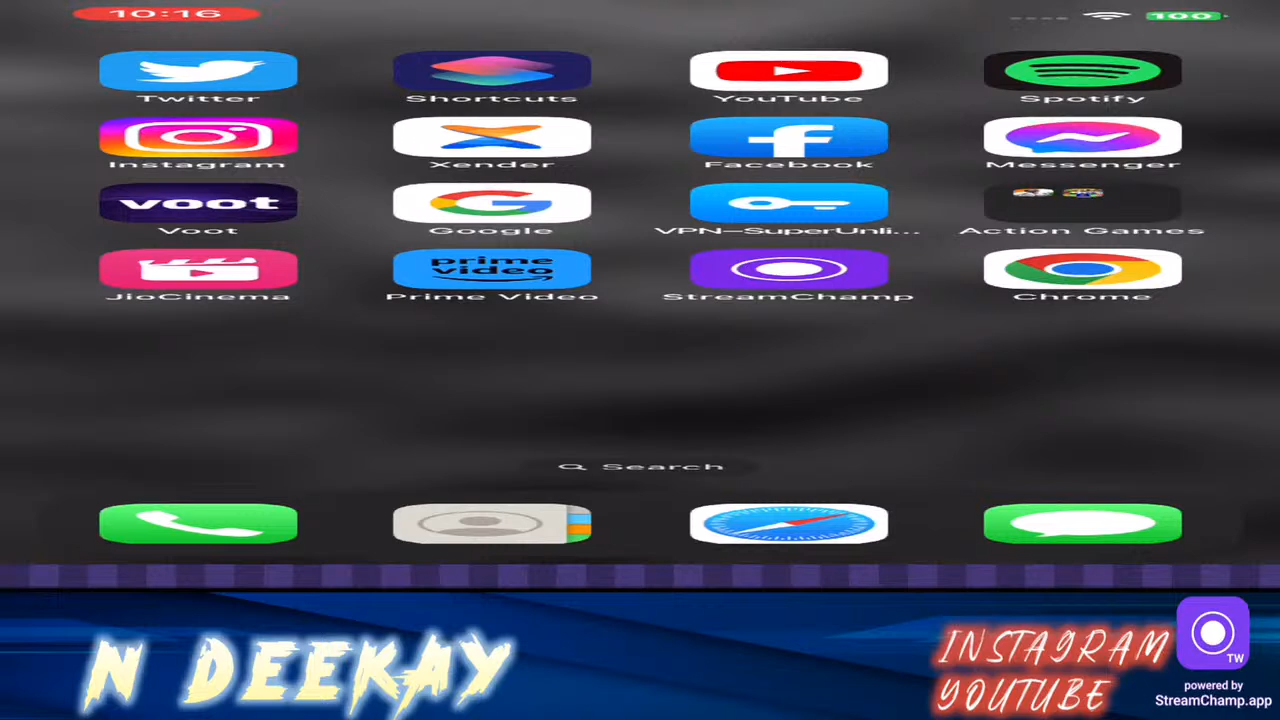 10:16
100
Twitter
Shortcuts
YouTube
Spotify
Instagram
Xender
Facebook
Messenger
voot
Voot
Google
VPN–SuperUnli...
Action Games
JioCinema
prime
video
Prime Video
StreamChamp
Chrome
Search
N DEEKAY
INSTAGRAM
YOUTUBE
TW
powered by
StreamChamp.app